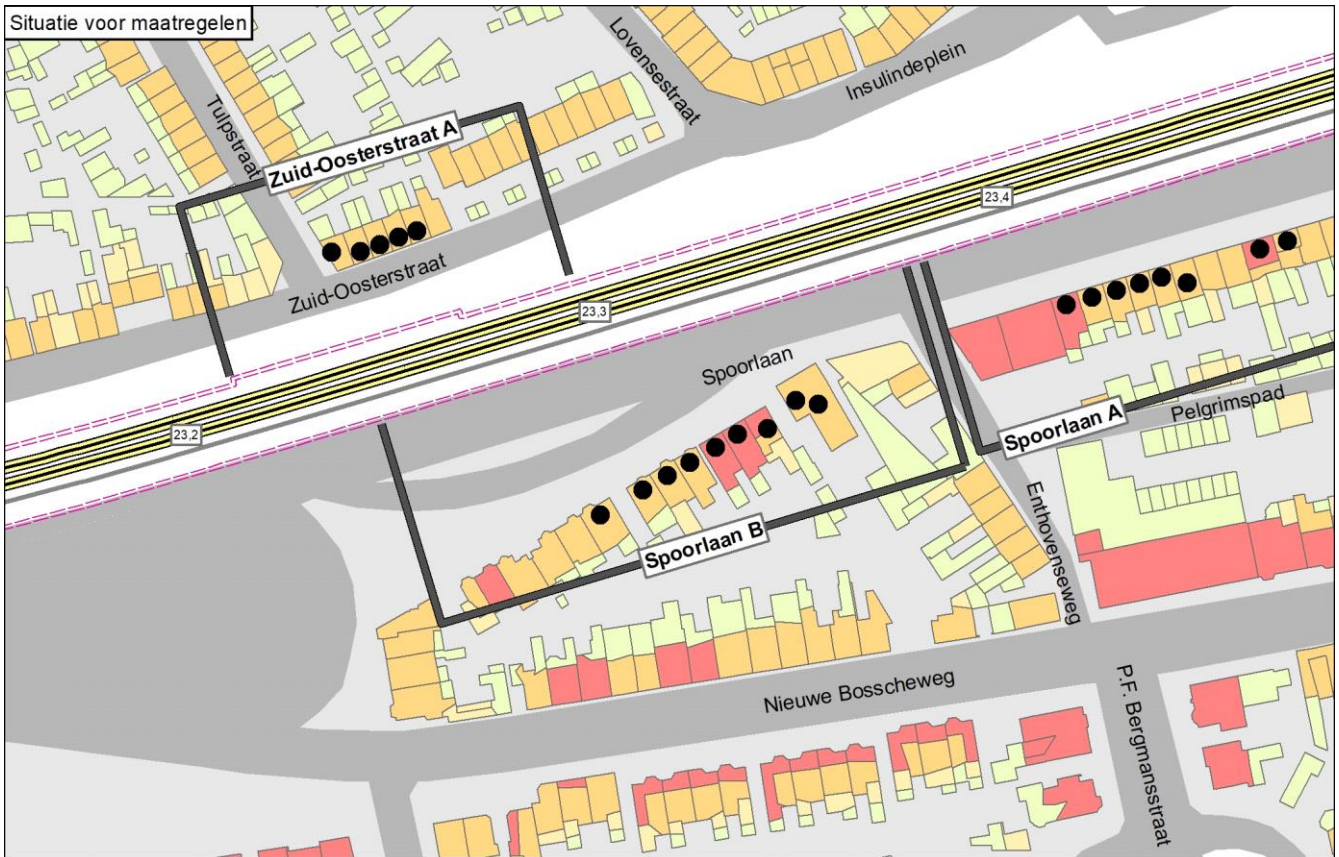 Situatie voor maatregelen
Lovensestraat
Insulindeplein
Tulpstraat
Zuid-Oosterstraat A
23,4
Zuid-Oosterstraat
23,3
Spoorlaan
23,2
Pelgrimspad
Spoorlaan A
Spoorlaan B
Enthovenseweg
Nieuwe Bosscheweg
P.F. Bergmansstraat